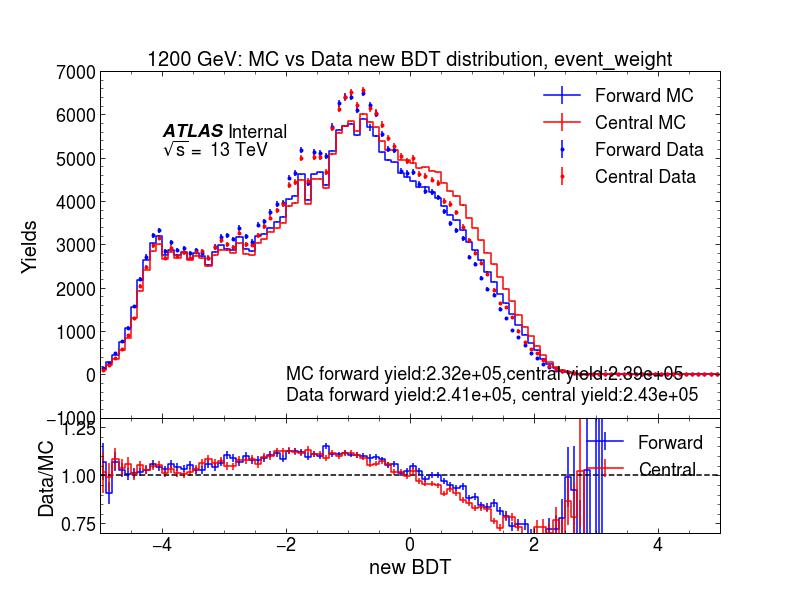 1200 GeV: MC vs Data new BDT distribution, event_weight
7000
6000
5000
4000
3000
2000
1000
0
−1000
Yields
ATLAS Internal
√s = 13 TeV
Forward MC
Central MC
Forward Data
Central Data
MC forward yield:2.32e+05,central yield:2.39e+05
Data forward yield:2.41e+05, central yield:2.43e+05
1.25
1.00
0.75
Data/MC
Forward
Central
−4 −2 0 2 4
new BDT